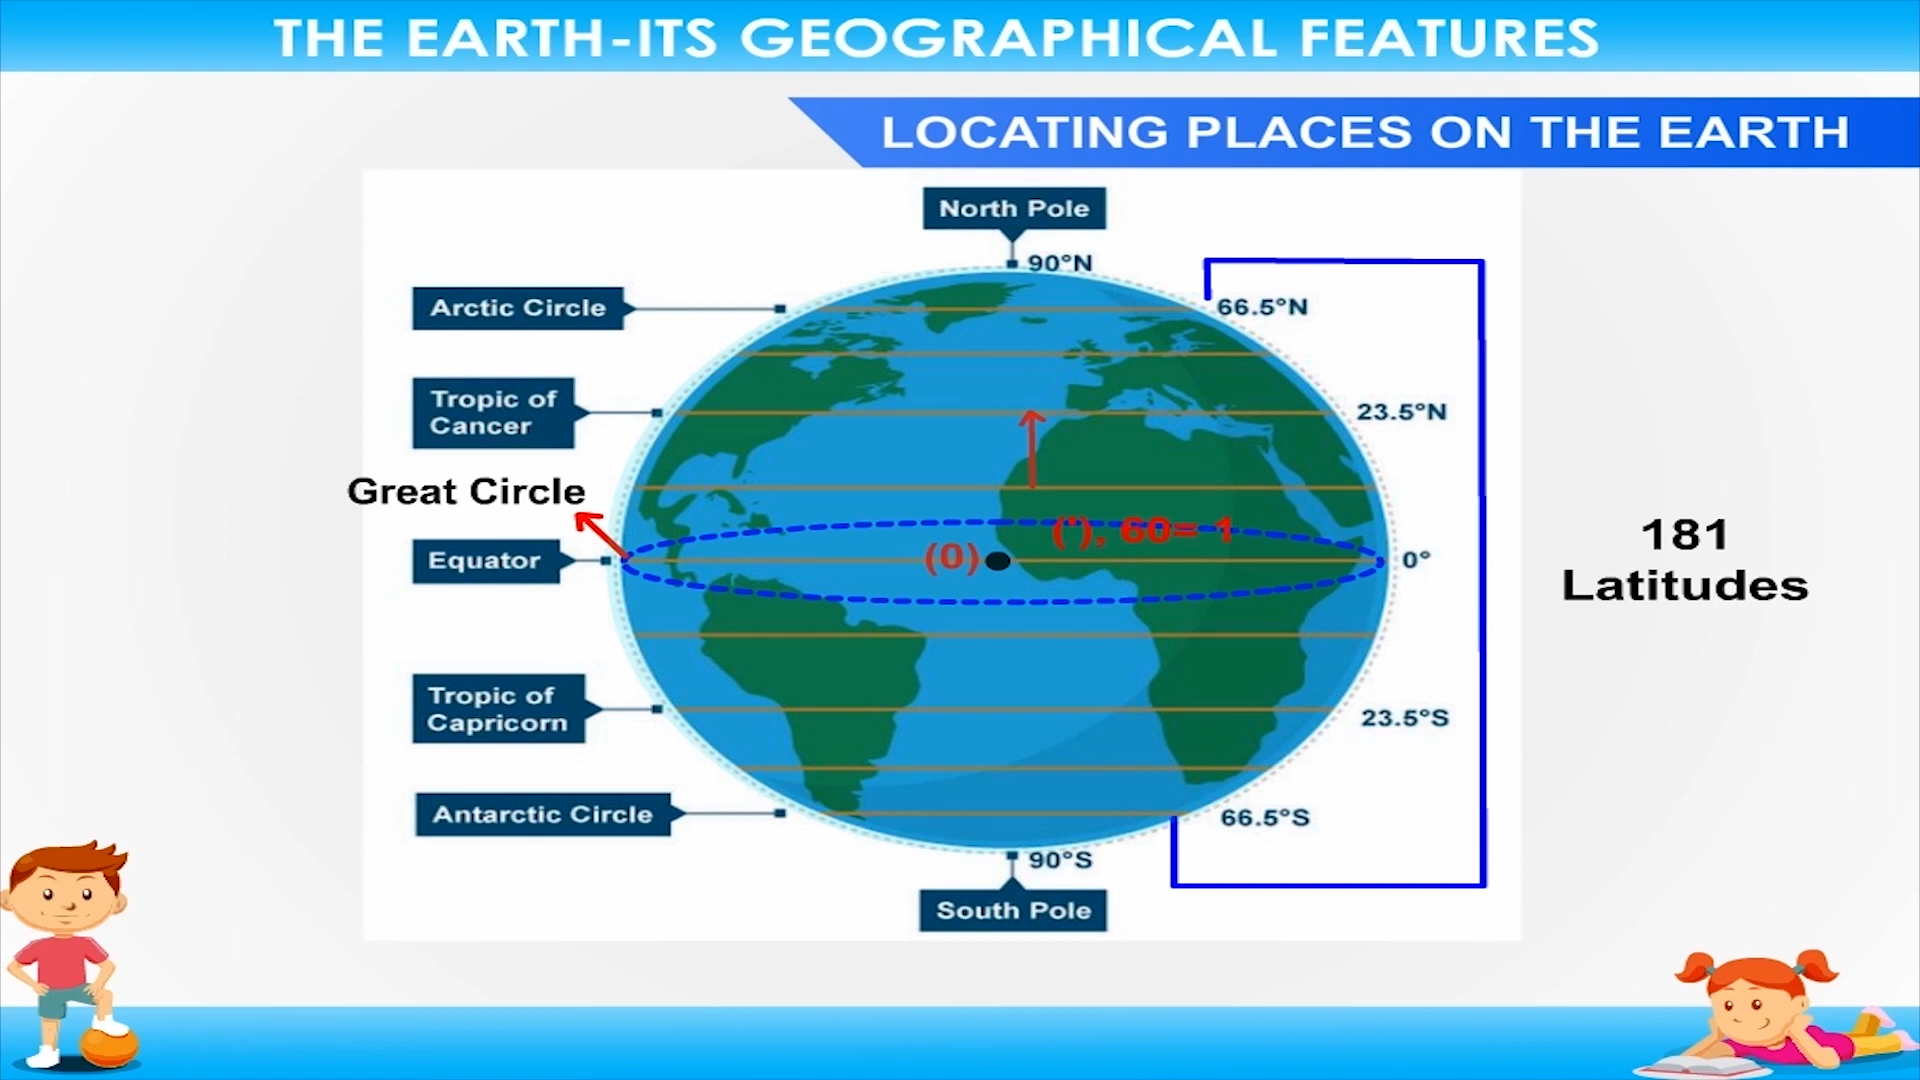 THE EARTH-ITS GEOGRAPHICAL FEATURES
LOCATING PLACES ON THE EARTH
North Pole
90°N
Arctic Circle
66.5°N
Tropic of
Cancer
23.5°N
Great Circle
('), 60= 1
Equator
(0)
0°
181
Latitudes
Tropic of
Capricorn
23.5°S
Antarctic Circle
66.5°S
90°S
South Pole